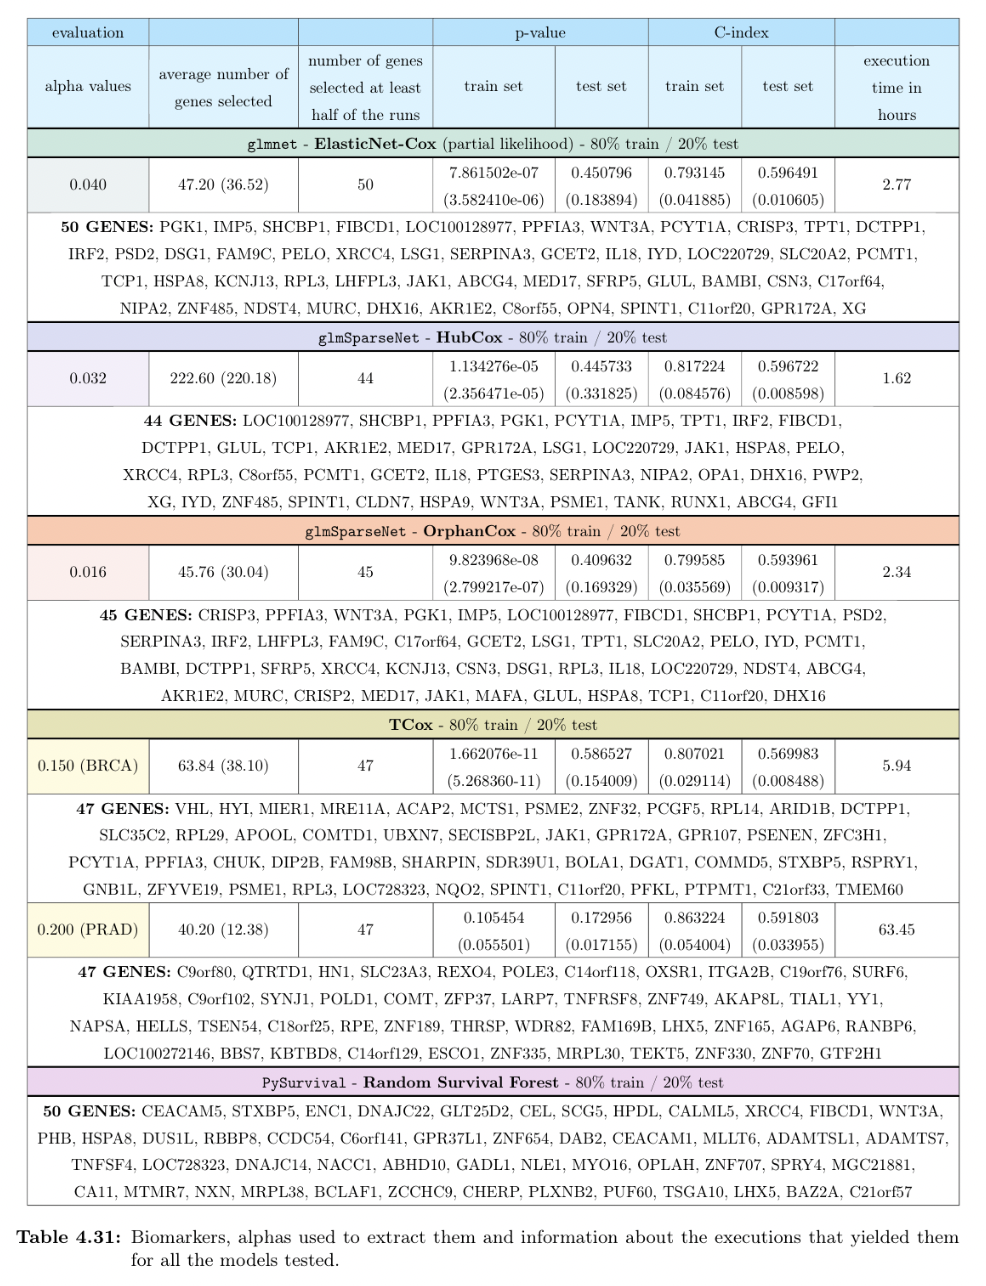 evaluation p-value C-index
alpha values average number of genes selected number of genes selected at least half of the runs train set test set train set test set execution time in hours
glmnet - ElasticNet-Cox (partial likelihood) - 80% train / 20% test
0.040 47.20 (36.52) 50 7.861502e-07 0.450796 0.793145 0.596491 2.77
(3.582410e-06) (0.183894) (0.041885) (0.010605)
50 GENES: PGK1, IMP5, SHCBP1, FIBCD1, LOC100128977, PPFIA3, WNT3A, PCYT1A, CRISP3, TPT1, DCTPP1,
IRF2, PSD2, DSG1, FAM9C, PELO, XRCC4, LSG1, SERPINA3, GCET2, IL18, IYD, LOC220729, SLC20A2, PCMT1,
TCP1, HSPA8, KCNJ13, RPL3, LHFPL3, JAK1, ABCG4, MED17, SFRP5, GLUL, BAMBI, CSN3, C17orf64,
NIPA2, ZNF485, NDST4, MURC, DHX16, AKR1E2, C8orf55, OPN4, SPINT1, C11orf20, GPR172A, XG
glmSparseNet - HubCox - 80% train / 20% test
0.032 222.60 (220.18) 44 1.134276e-05 0.445733 0.817224 0.596722 1.62
(2.356471e-05) (0.331825) (0.084576) (0.008598)
44 GENES: LOC100128977, SHCBP1, PPFIA3, PGK1, PCYT1A, IMP5, TPT1, IRF2, FIBCD1,
DCTPP1, GLUL, TCP1, AKR1E2, MED17, GPR172A, LSG1, LOC220729, JAK1, HSPA8, PELO,
XRCC4, RPL3, C8orf55, PCMT1, GCET2, IL18, PTGES3, SERPINA3, NIPA2, OPA1, DHX16, PWP2,
XG, IYD, ZNF485, SPINT1, CLDN7, HSPA9, WNT3A, PSME1, TANK, RUNX1, ABCG4, GFI1
glmSparseNet - OrphanCox - 80% train / 20% test
0.016 45.76 (30.04) 45 9.823968e-08 0.409632 0.799585 0.593961 2.34
(2.799217e-07) (0.169329) (0.035569) (0.009317)
45 GENES: CRISP3, PPFIA3, WNT3A, PGK1, IMP5, LOC100128977, FIBCD1, SHCBP1, PCYT1A, PSD2,
SERPINA3, IRF2, LHFPL3, FAM9C, C17orf64, GCET2, LSG1, TPT1, SLC20A2, PELO, IYD, PCMT1,
BAMBI, DCTPP1, SFRP5, XRCC4, KCNJ13, CSN3, DSG1, RPL3, IL18, LOC220729, NDST4, ABCG4,
AKR1E2, MURC, CRISP2, MED17, JAK1, MAFA, GLUL, HSPA8, TCP1, C11orf20, DHX16
TCox - 80% train / 20% test
0.150 (BRCA) 63.84 (38.10) 47 1.662076e-11 0.586527 0.807021 0.569983 5.94
(5.268360-11) (0.154009) (0.029114) (0.008488)
47 GENES: VHL, HYI, MIER1, MRE11A, ACAP2, MCTS1, PSME2, ZNF32, PCGF5, RPL14, ARID1B, DCTPP1,
SLC35C2, RPL29, APOOL, COMTD1, UBXN7, SECISBP2L, JAK1, GPR172A, GPR107, PSENEN, ZFC3H1,
PCYT1A, PPFIA3, CHUK, DIP2B, FAM98B, SHARPIN, SDR39U1, BOLA1, DGAT1, COMMD5, STXBP5, RSPRY1,
GNB1L, ZFYVE19, PSME1, RPL3, LOC728323, NQO2, SPINT1, C11orf20, PFKL, PTPMT1, C21orf33, TMEM60
0.200 (PRAD) 40.20 (12.38) 47 0.105454 0.172956 0.863224 0.591803 63.45
(0.055501) (0.017155) (0.054004) (0.033955)
47 GENES: C9orf80, QTRTD1, HN1, SLC23A3, REXO4, POLE3, C14orf118, OXSR1, ITGA2B, C19orf76, SURF6,
KIAA1958, C9orf102, SYNJ1, POLD1, COMT, ZFP37, LARP7, TNFRSF8, ZNF749, AKAP8L, TIAL1, YY1,
NAPSA, HELLS, TSEN54, C18orf25, RPE, ZNF189, THRSP, WDR82, FAM169B, LHX5, ZNF165, AGAP6, RANBP6,
LOC100272146, BBS7, KBTBD8, C14orf129, ESCO1, ZNF335, MRPL30, TEKT5, ZNF330, ZNF70, GTF2H1
PySurvival - Random Survival Forest - 80% train / 20% test
50 GENES: CEACAM5, STXBP5, ENC1, DNAJC22, GLT25D2, CEL, SCG5, HPDL, CALML5, XRCC4, FIBCD1, WNT3A,
PHB, HSPA8, DUS1L, RBBP8, CCDC54, C6orf141, GPR37L1, ZNF654, DAB2, CEACAM1, MLLT6, ADAMTSL1, ADAMTS7,
TNFSF4, LOC728323, DNAJC14, NACC1, ABHD10, GADL1, NLE1, MYO16, OPLAH, ZNF707, SPRY4, MGC21881,
CA11, MTMR7, NXN, MRPL38, BCLAF1, ZCCHC9, CHERP, PLXNB2, PUF60, TSGA10, LHX5, BAZ2A, C21orf57
Table 4.31: Biomarkers, alphas used to extract them and information about the executions that yielded them
for all the models tested.